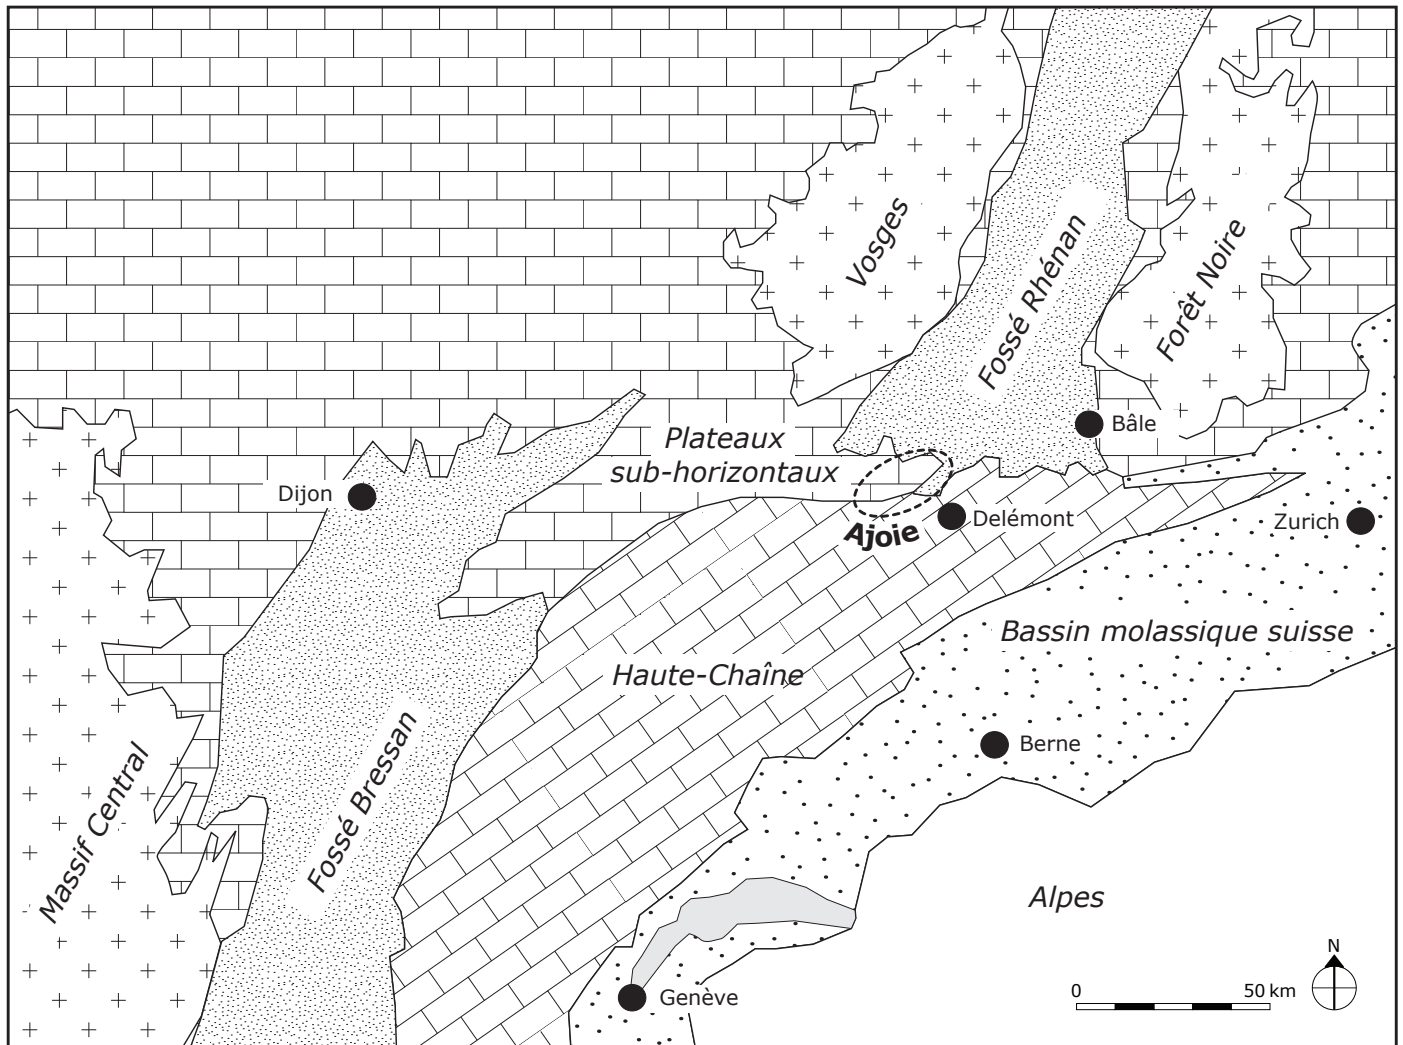 Vosges
Fossé Rhénan
Forêt Noire
Bâle
Plateaux
sub-horizontaux
Dijon
Delémont
Ajoie
Zurich
Bassin molassique suisse
Haute-Chaîne
Berne
Massif Central
Fossé Bressan
Alpes
Genève
0 50 km
N